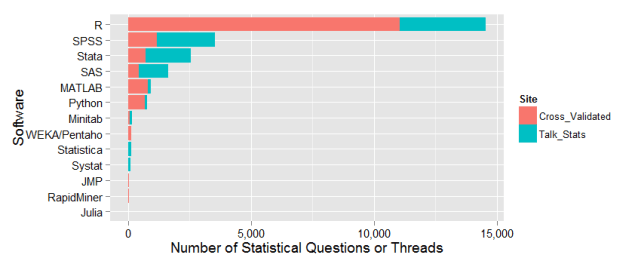 R
SPSS
Stata
SAS
MATLAB
Python
Minitab
WEKA/Pentaho
Statistica
Systat
JMP
RapidMiner
Julia
Software
0
5,000
10,000
15,000
Number of Statistical Questions or Threads
Site
Cross_Validated
Talk_Stats